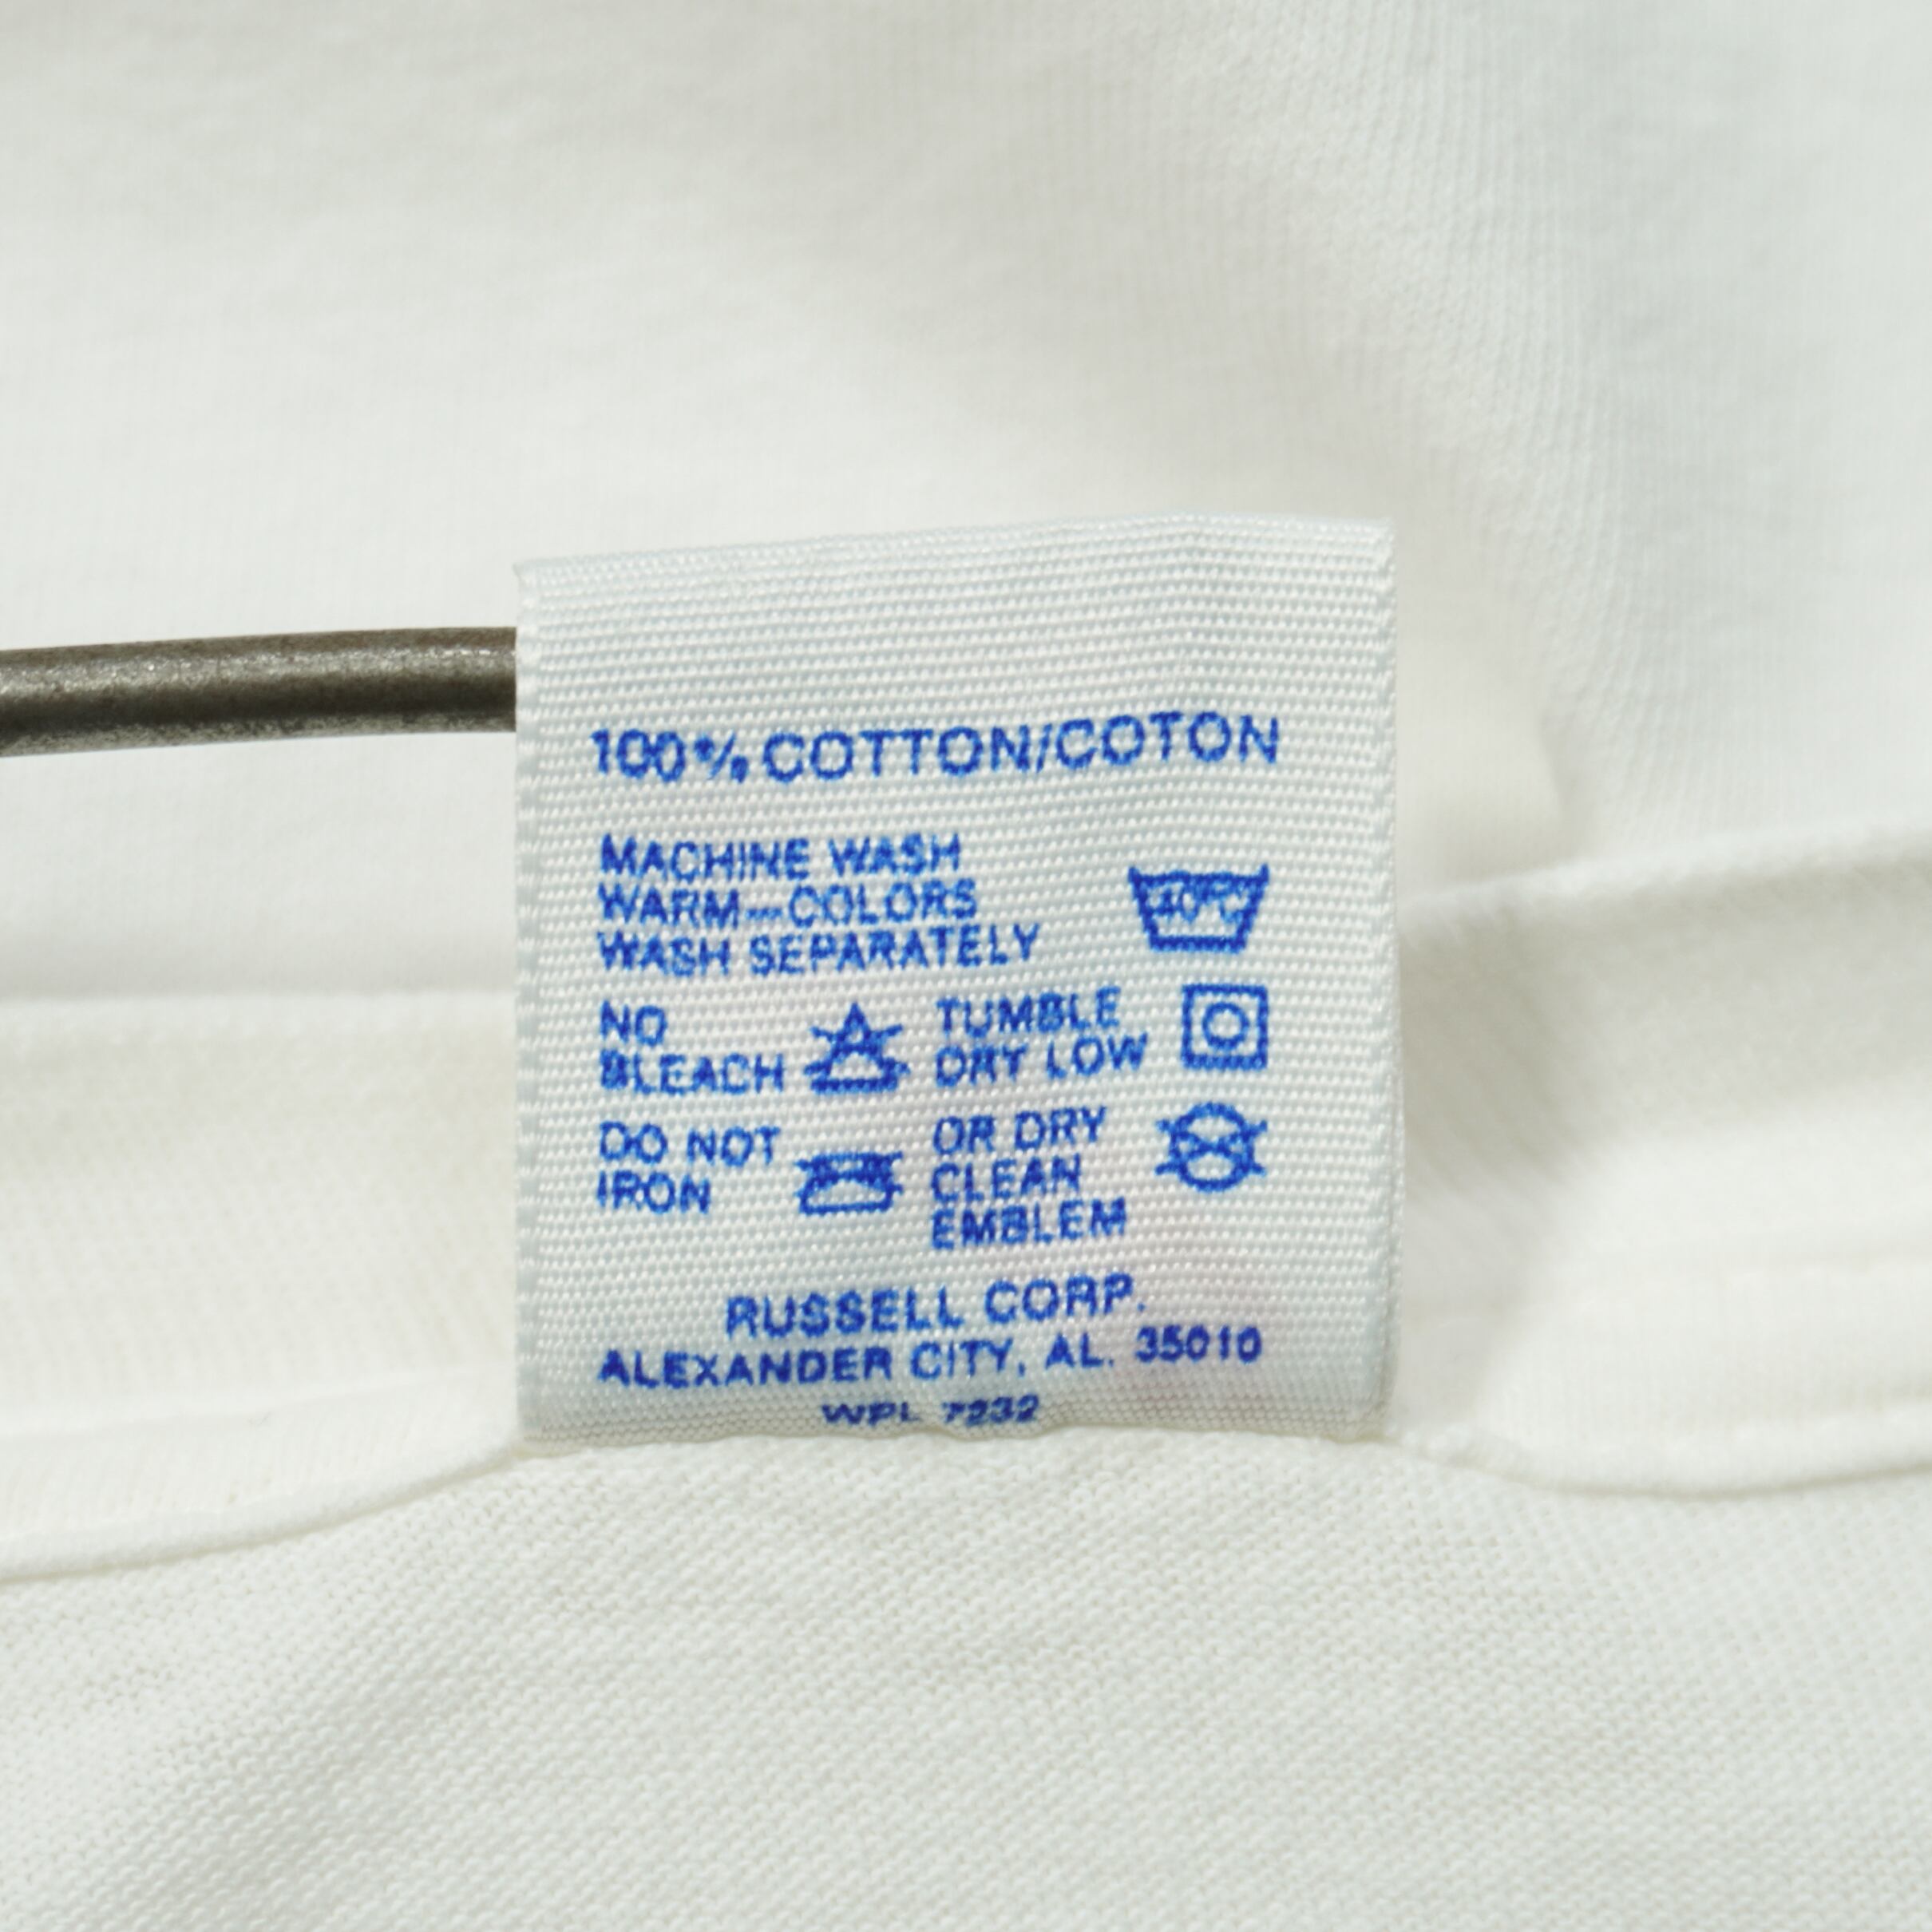 100% COTTON/COTON
MACHINE WASH
WARM—COLORS
WASH SEPARATELY
40°C
NO
BLEACH
TUMBLE
DRY LOW
DO NOT
IRON
OR DRY
CLEAN
EMBLEM
RUSSELL CORP.
ALEXANDER CITY, AL. 35010
WPL 7232